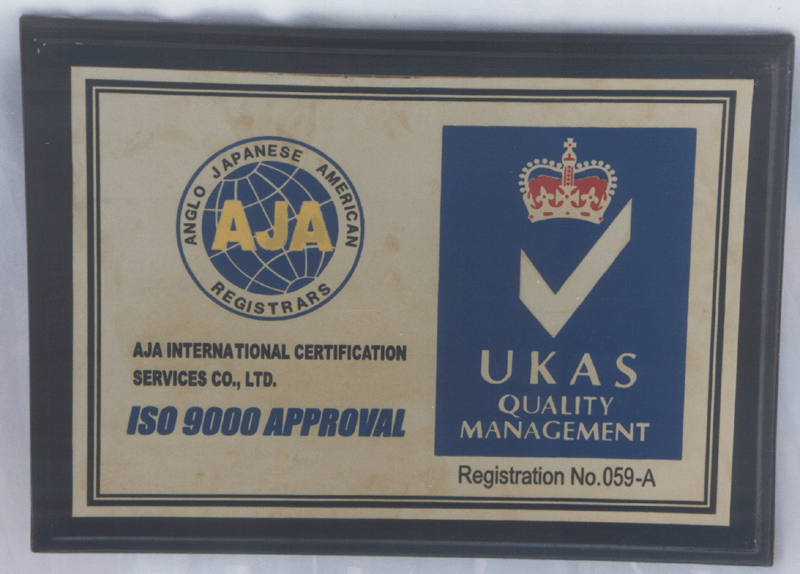 ANGLO JAPANESE AMERICAN
AJA
REGISTRARS
AJA INTERNATIONAL CERTIFICATION
SERVICES CO., LTD.
ISO 9000 APPROVAL
UKAS
QUALITY
MANAGEMENT
Registration No.059-A